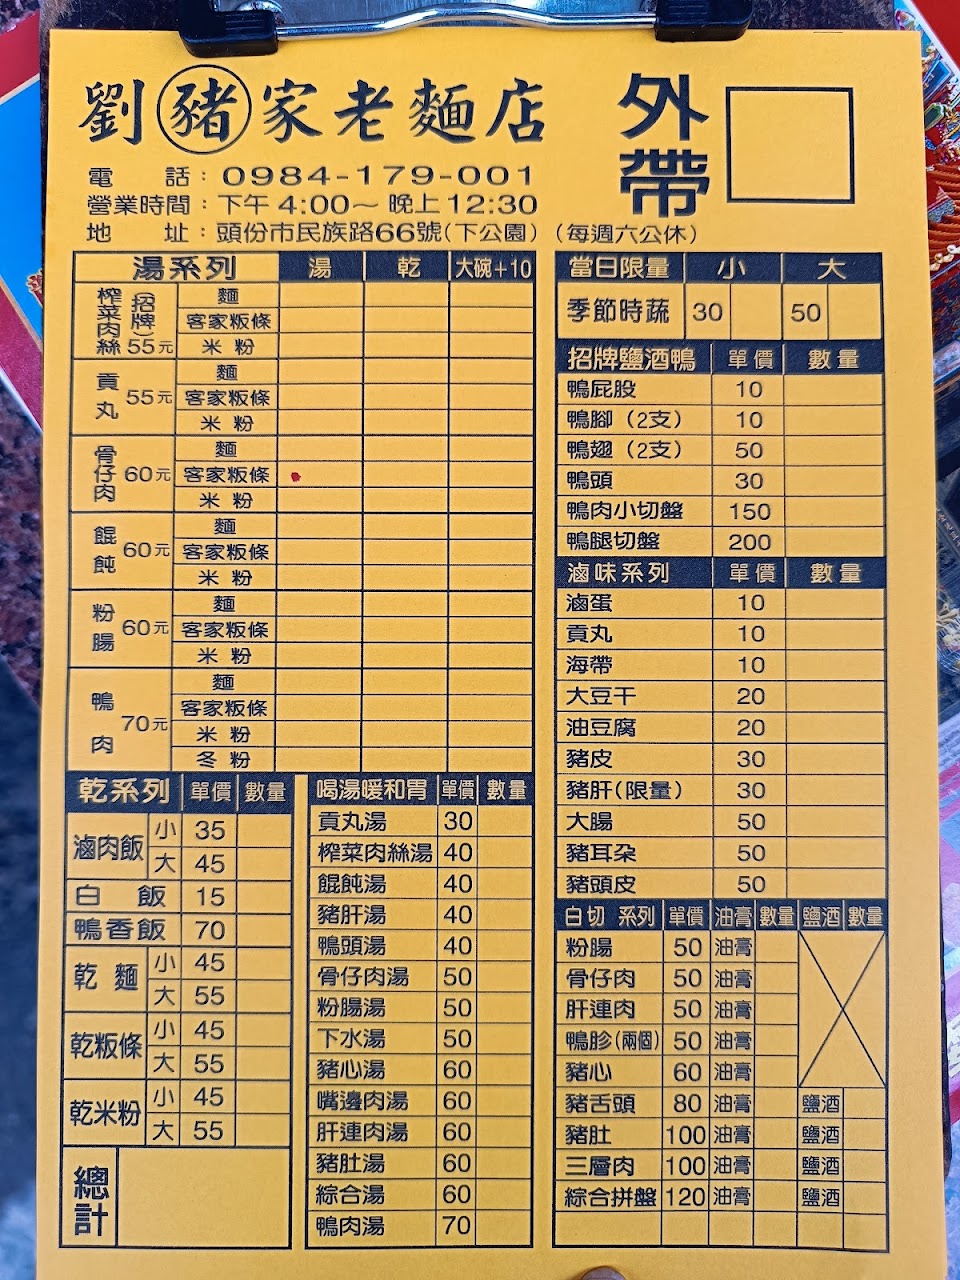 劉豬家老麵店
外帶
電話：0984-179-001
營業時間：下午4:00～晚上12:30
地址：頭份市民族路66號(下公園)(每週六公休)
湯系列 湯 乾 大碗+10
榨菜肉絲(招牌) 55元 麵
客家粄條
米粉
貢丸 55元 麵
客家粄條
米粉
骨仔肉 60元 麵
客家粄條
米粉
餛飩 60元 麵
客家粄條
米粉
粉腸 60元 麵
客家粄條
米粉
鴨肉 70元 麵
客家粄條
米粉
冬粉
乾系列 單價 數量
滷肉飯 小 35
大 45
白飯 15
鴨香飯 70
乾麵 小 45
大 55
乾粄條 小 45
大 55
乾米粉 小 45
大 55
總計
喝湯暖和胃 單價 數量
貢丸湯 30
榨菜肉絲湯 40
餛飩湯 40
豬肝湯 40
鴨頭湯 40
骨仔肉湯 50
粉腸湯 50
下水湯 50
豬心湯 60
嘴邊肉湯 60
肝連肉湯 60
豬肚湯 60
綜合湯 60
鴨肉湯 70
當日限量 小 大
季節時蔬 30 50
招牌鹽酒鴨 單價 數量
鴨屁股 10
鴨腳（2支） 10
鴨翅（2支） 50
鴨頭 30
鴨肉小切盤 150
鴨腿切盤 200
滷味系列 單價 數量
滷蛋 10
貢丸 10
海帶 10
大豆干 20
油豆腐 20
豬皮 30
豬肝(限量) 30
大腸 50
豬耳朵 50
豬頭皮 50
白切系列 單價 油膏 數量 鹽酒 數量
粉腸 50 油膏
骨仔肉 50 油膏
肝連肉 50 油膏
鴨胗(兩個) 50 油膏
豬心 60 油膏
豬舌頭 80 油膏 鹽酒
豬肚 100 油膏 鹽酒
三層肉 100 油膏 鹽酒
綜合拼盤 120 油膏 鹽酒